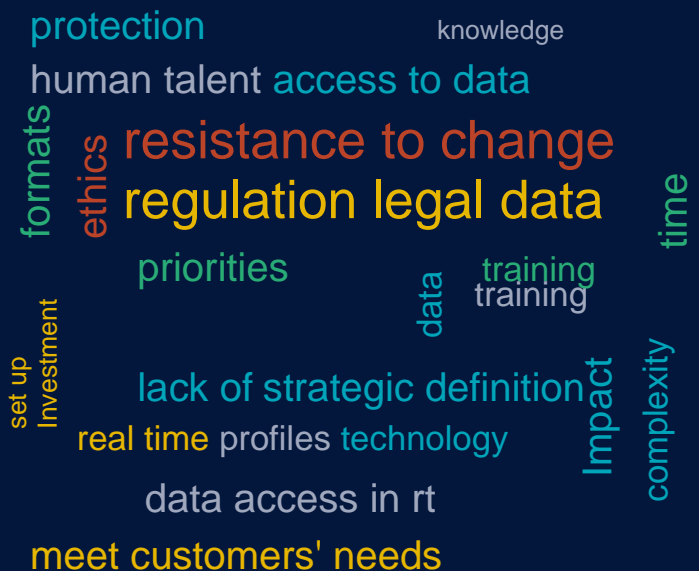 protection
knowledge
human talent access to data
formats
ethics
resistance to change
regulation legal data
time
priorities
training
training
data
set up
Investment
lack of strategic definition
Impact
complexity
real time profiles technology
data access in rt
meet customers' needs